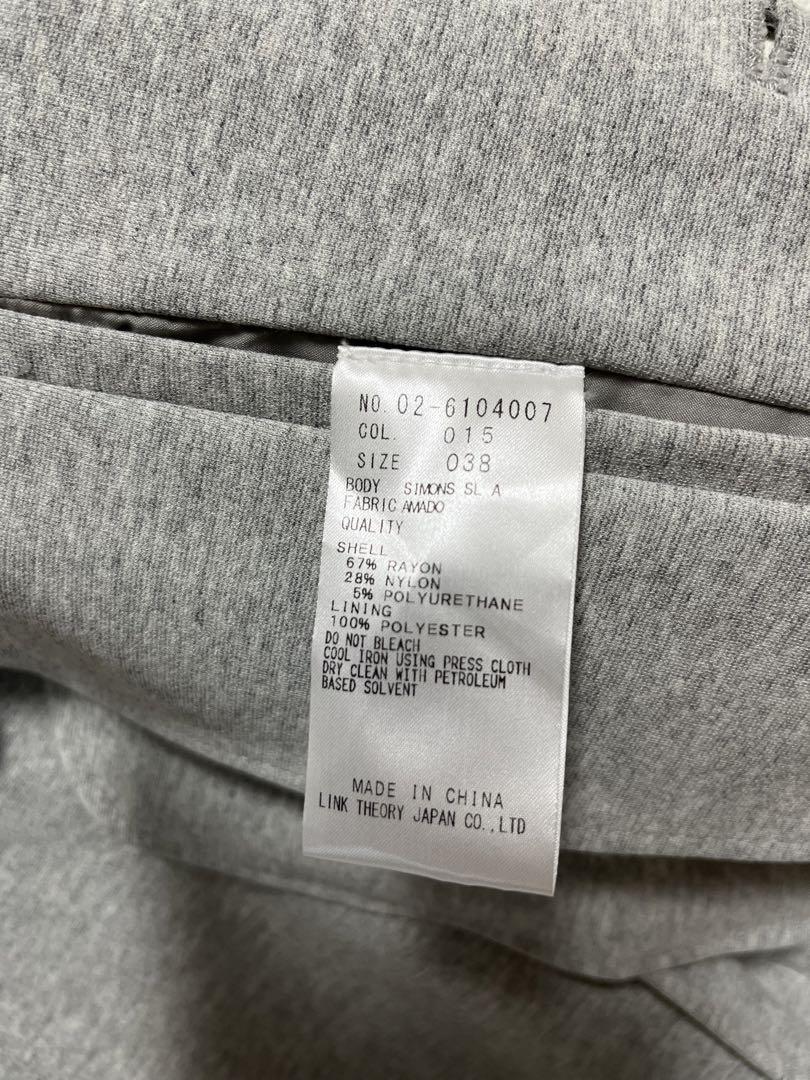 NO. 02-6104007
COL. 015
SIZE 038
BODY SIMONS SL A
FABRIC AMADO
QUALITY
SHELL
67% RAYON
28% NYLON
5% POLYURETHANE
LINING
100% POLYESTER
DO NOT BLEACH
COOL IRON USING PRESS CLOTH
DRY CLEAN WITH PETROLEUM
BASED SOLVENT
MADE IN CHINA
LINK THEORY JAPAN CO.,LTD